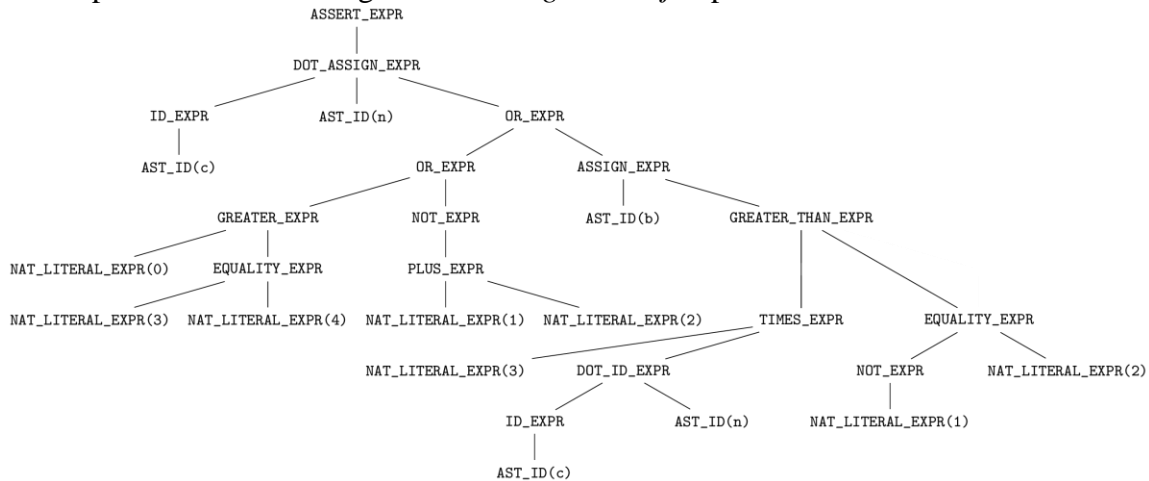 ASSERT_EXPR
DOT_ASSIGN_EXPR
ID_EXPR AST_ID(n) OR_EXPR
AST_ID(c) OR_EXPR ASSIGN_EXPR
GREATER_EXPR NOT_EXPR AST_ID(b) GREATER_THAN_EXPR
NAT_LITERAL_EXPR(0) EQUALITY_EXPR PLUS_EXPR
NAT_LITERAL_EXPR(3) NAT_LITERAL_EXPR(4) NAT_LITERAL_EXPR(1) NAT_LITERAL_EXPR(2) TIMES_EXPR EQUALITY_EXPR
NAT_LITERAL_EXPR(3) DOT_ID_EXPR NOT_EXPR NAT_LITERAL_EXPR(2)
ID_EXPR AST_ID(n) NAT_LITERAL_EXPR(1)
AST_ID(c)